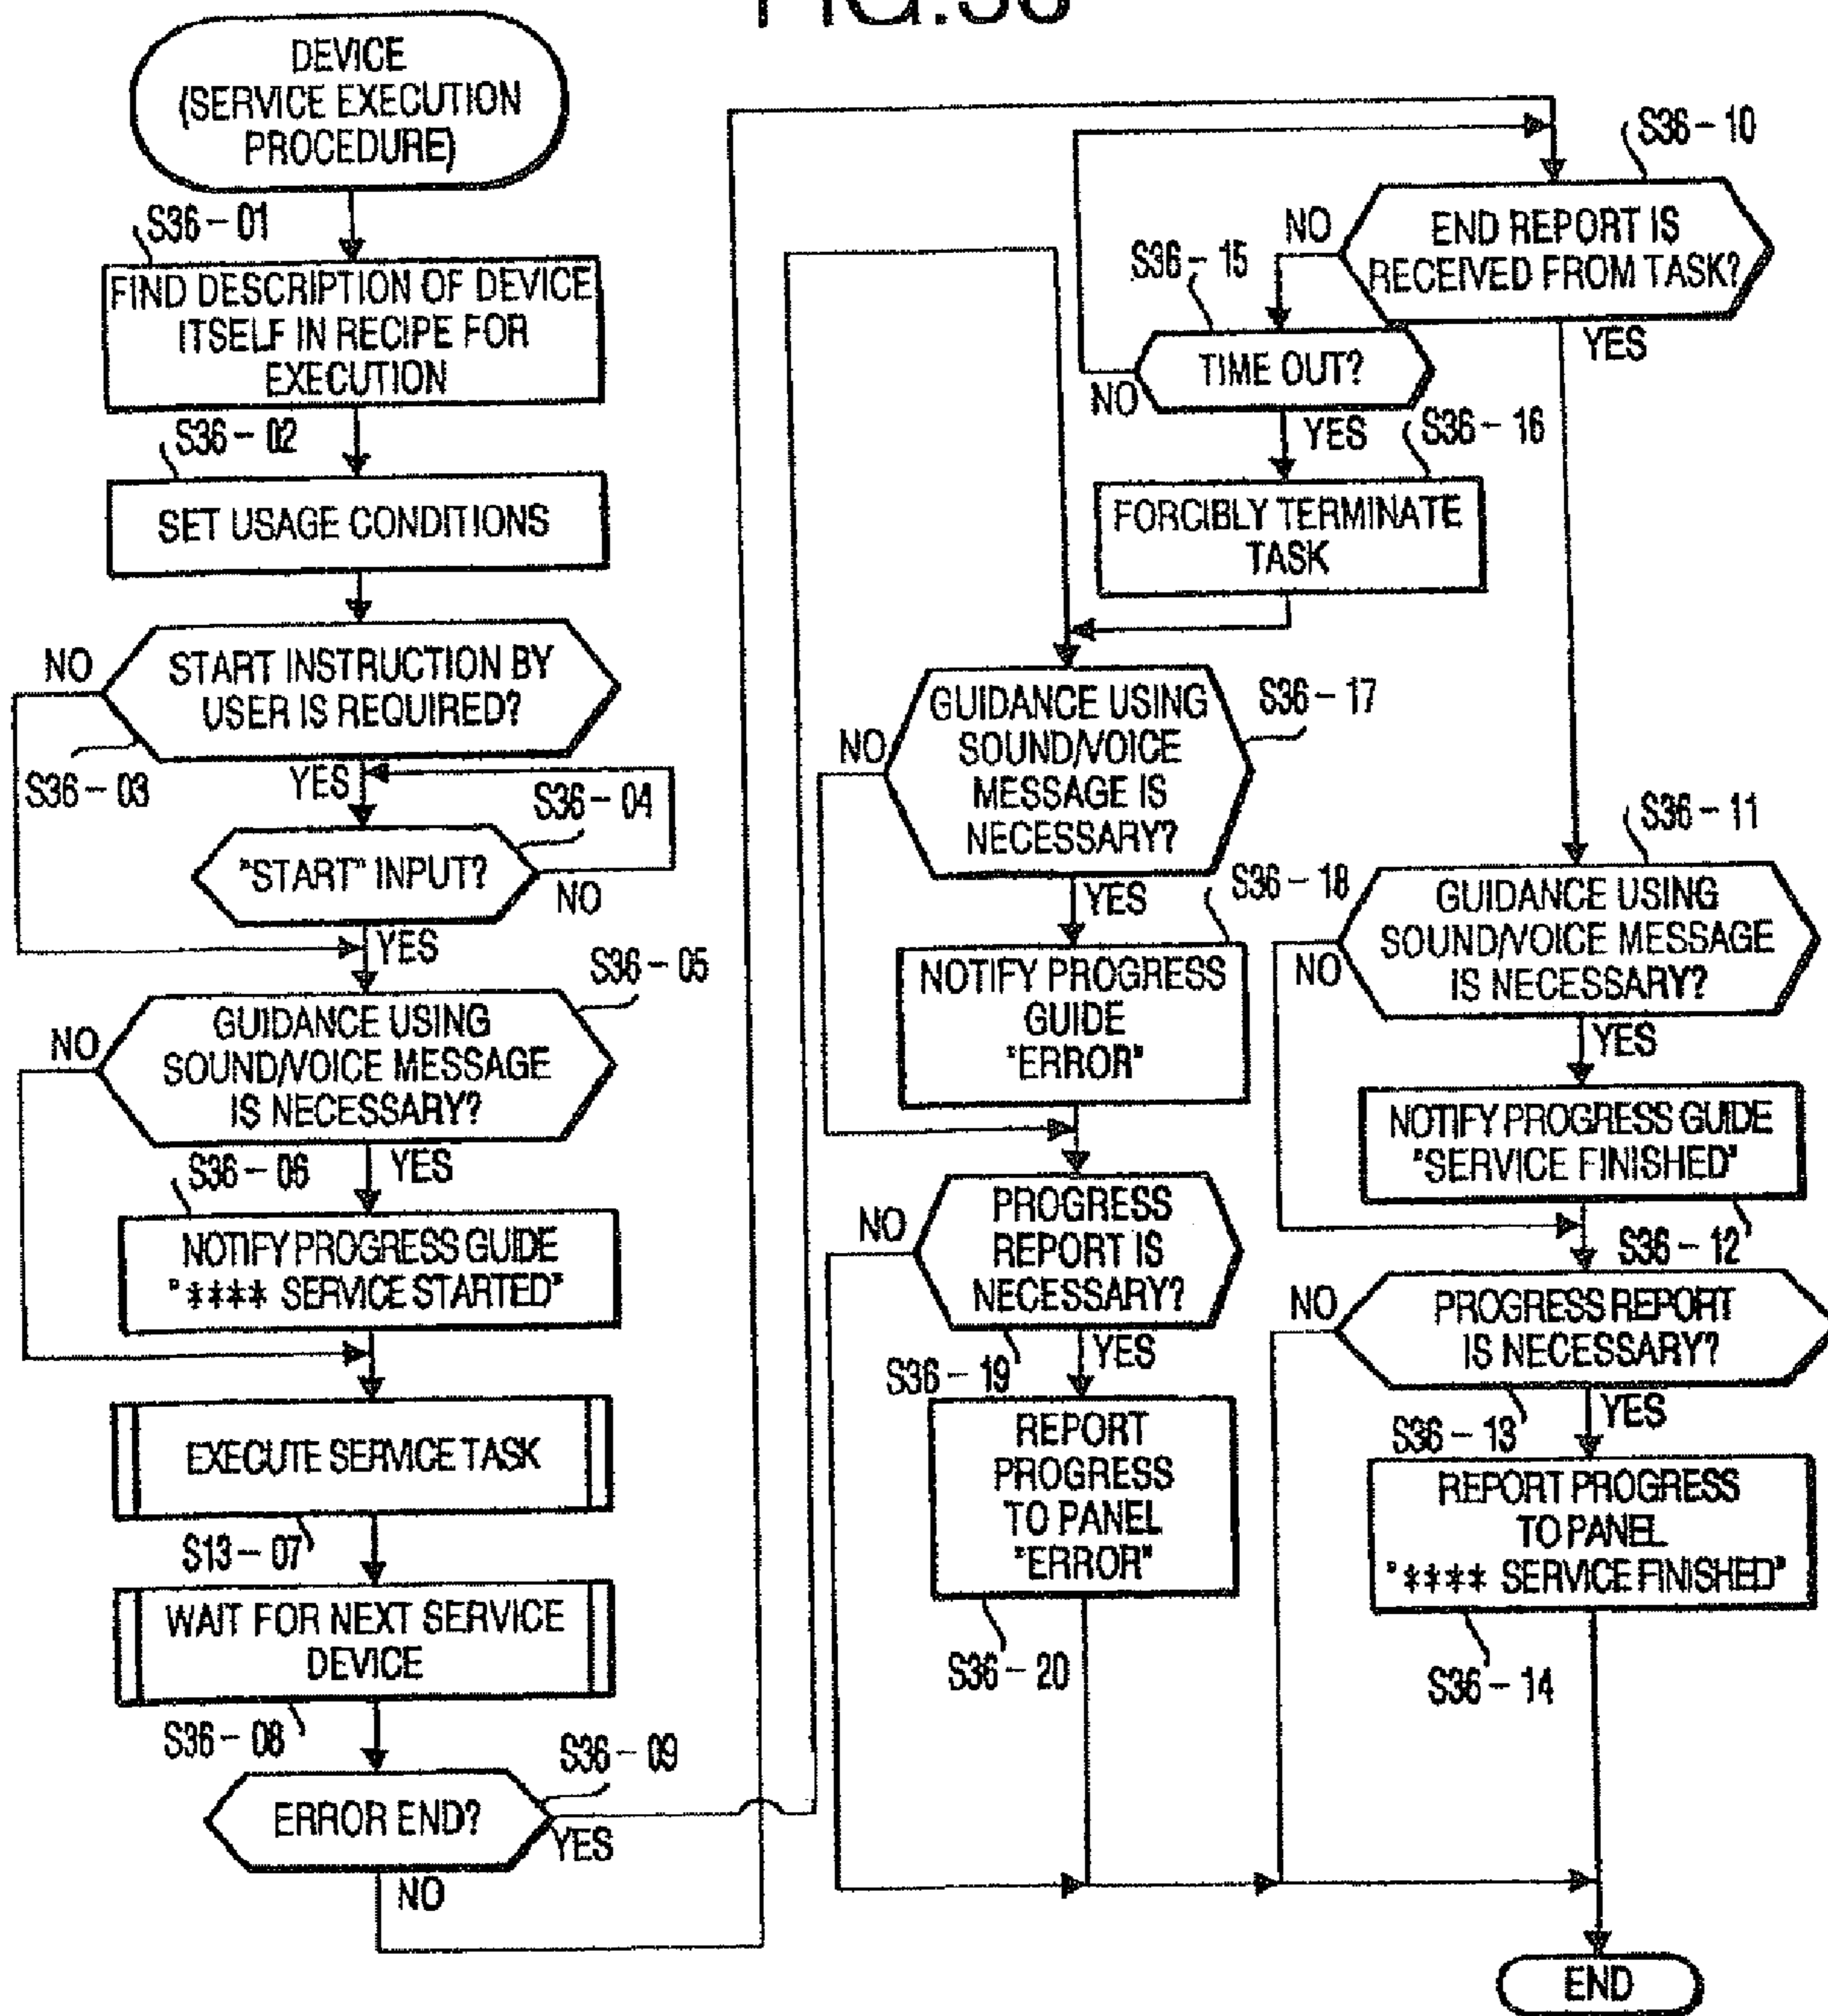 DEVICE
(SERVICE EXECUTION
PROCEDURE)
S36-01
FIND DESCRIPTION OF DEVICE
ITSELF IN RECIPE FOR
EXECUTION
S36-02
SET USAGE CONDITIONS
NO
START INSTRUCTION BY
USER IS REQUIRED?
S36-03
YES
S36-04
"START" INPUT?
NO
YES
S36-05
NO
GUIDANCE USING
SOUND/VOICE MESSAGE
IS NECESSARY?
S36-06
YES
NOTIFY PROGRESS GUIDE
"**** SERVICE STARTED"
EXECUTE SERVICE TASK
S13-07
WAIT FOR NEXT SERVICE
DEVICE
S36-08
S36-09
ERROR END?
YES
NO
S36-10
NO
END REPORT IS
RECEIVED FROM TASK?
YES
S36-15
TIME OUT?
NO
YES
S36-16
FORCIBLY TERMINATE
TASK
S36-17
NO
GUIDANCE USING
SOUND/VOICE
MESSAGE IS
NECESSARY?
YES
S36-18
NOTIFY PROGRESS
GUIDE
"ERROR"
NO
PROGRESS
REPORT IS
NECESSARY?
S36-19
YES
REPORT
PROGRESS
TO PANEL
"ERROR"
S36-20
S36-11
GUIDANCE USING
SOUND/VOICE MESSAGE
IS NECESSARY?
NO
YES
NOTIFY PROGRESS GUIDE
"SERVICE FINISHED"
S36-12
NO
PROGRESS REPORT
IS NECESSARY?
S36-13
YES
REPORT PROGRESS
TO PANEL
"**** SERVICE FINISHED"
S36-14
END